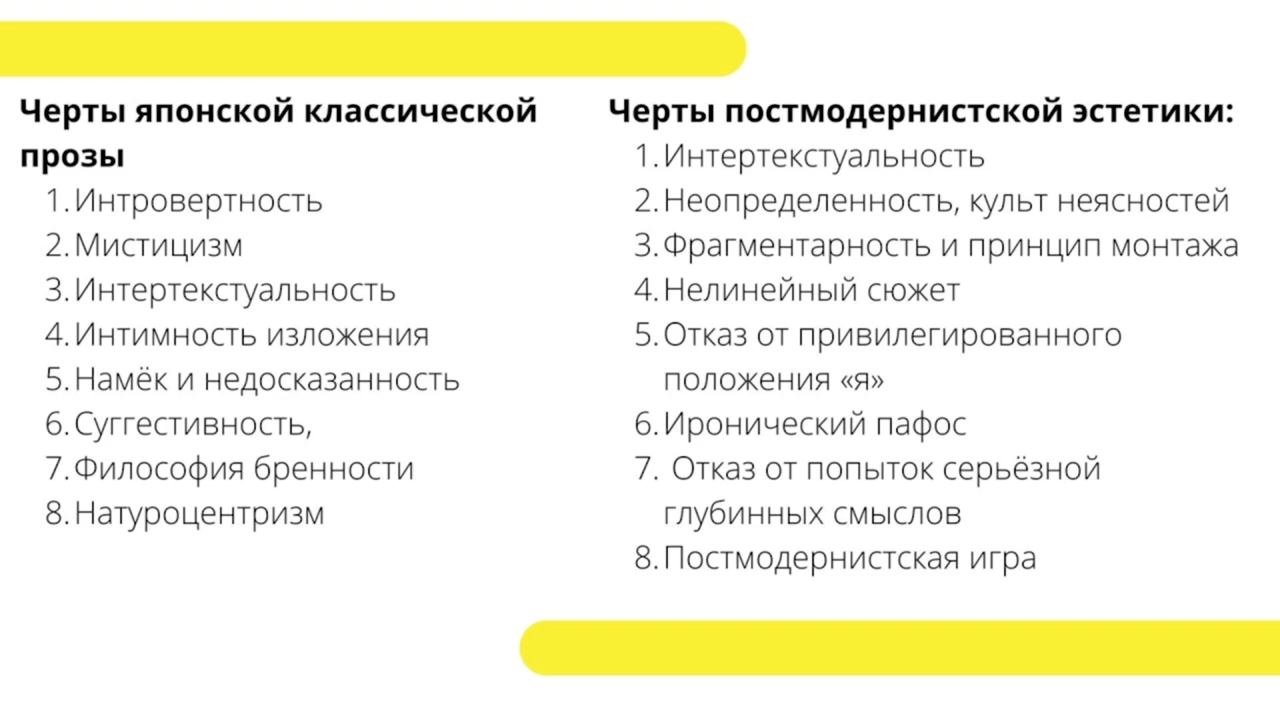 Черты японской классической
прозы
1. Интровертность
2. Мистицизм
3. Интертекстуальность
4. Интимность изложения
5. Намёк и недосказанность
6. Суггестивность,
7. Философия бренности
8. Натуроцентризм
Черты постмодернистской эстетики:
1. Интертекстуальность
2. Неопределенность, культ неясностей
3. Фрагментарность и принцип монтажа
4. Нелинейный сюжет
5. Отказ от привилегированного
положения «я»
6. Иронический пафос
7. Отказ от попыток серьёзной
глубинных смыслов
8. Постмодернистская игра